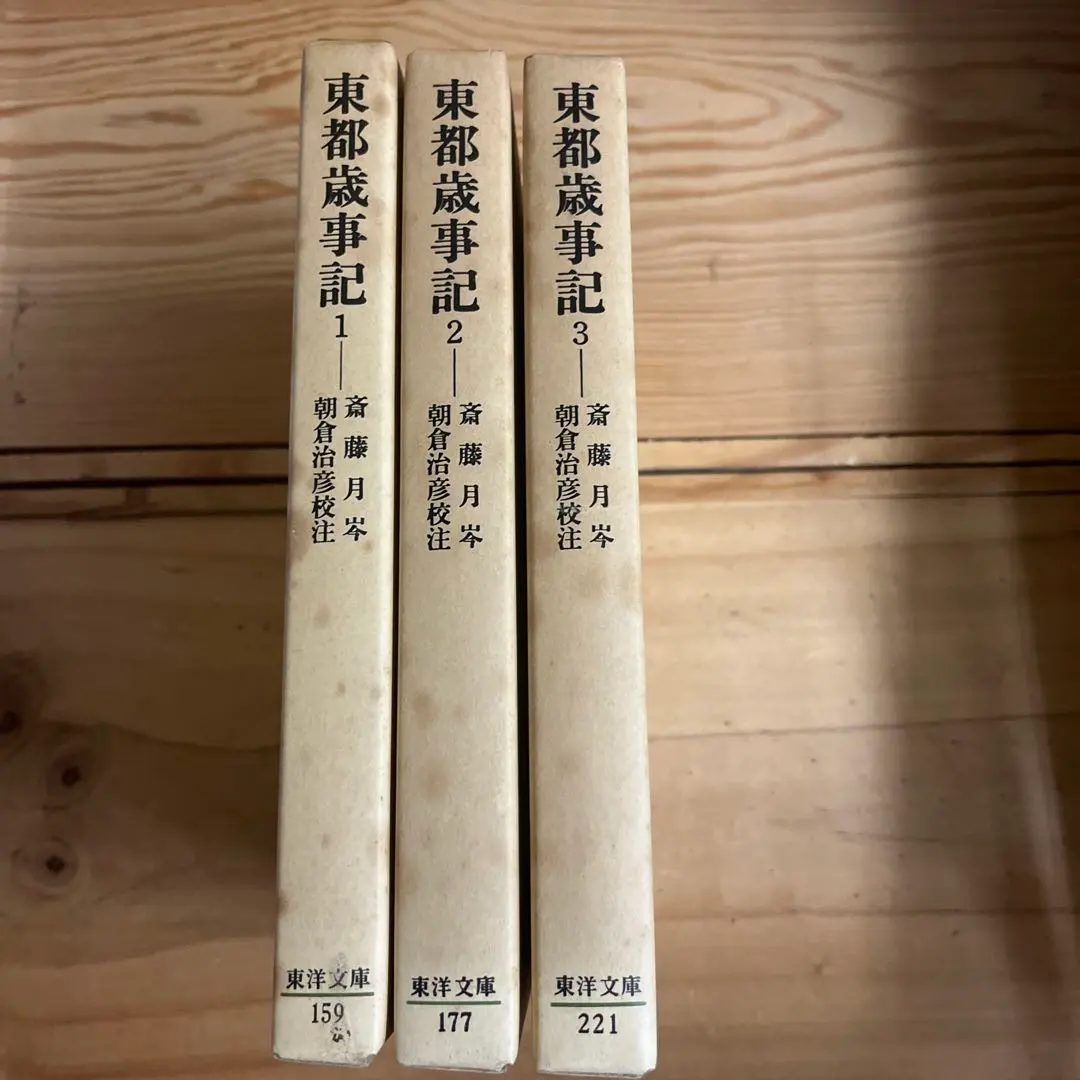 東都歳事記 1
斎藤月岑
朝倉治彦校注
東洋文庫
159
東都歳事記 2
斎藤月岑
朝倉治彦校注
東洋文庫
177
東都歳事記 3
斎藤月岑
朝倉治彦校注
東洋文庫
221